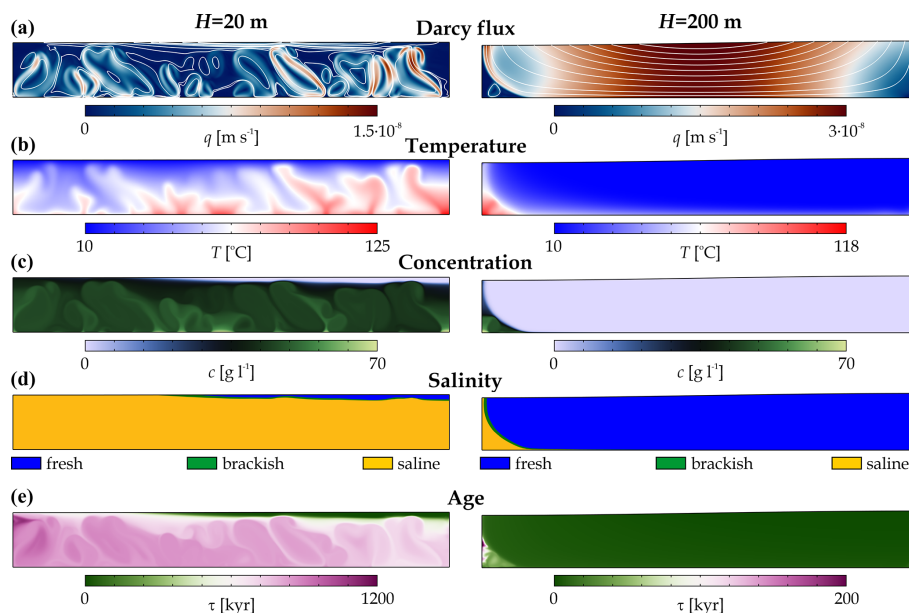 H=20 m H=200 m
(a) Darcy flux
0 1.5·10⁻⁸ 0 3·10⁻⁸
q [m s⁻¹] q [m s⁻¹]
(b) Temperature
10 125 10 118
T [°C] T [°C]
(c) Concentration
0 70 0 70
c [g l⁻¹] c [g l⁻¹]
(d) Salinity
fresh brackish saline fresh brackish saline
(e) Age
0 1200 0 200
τ [kyr] τ [kyr]